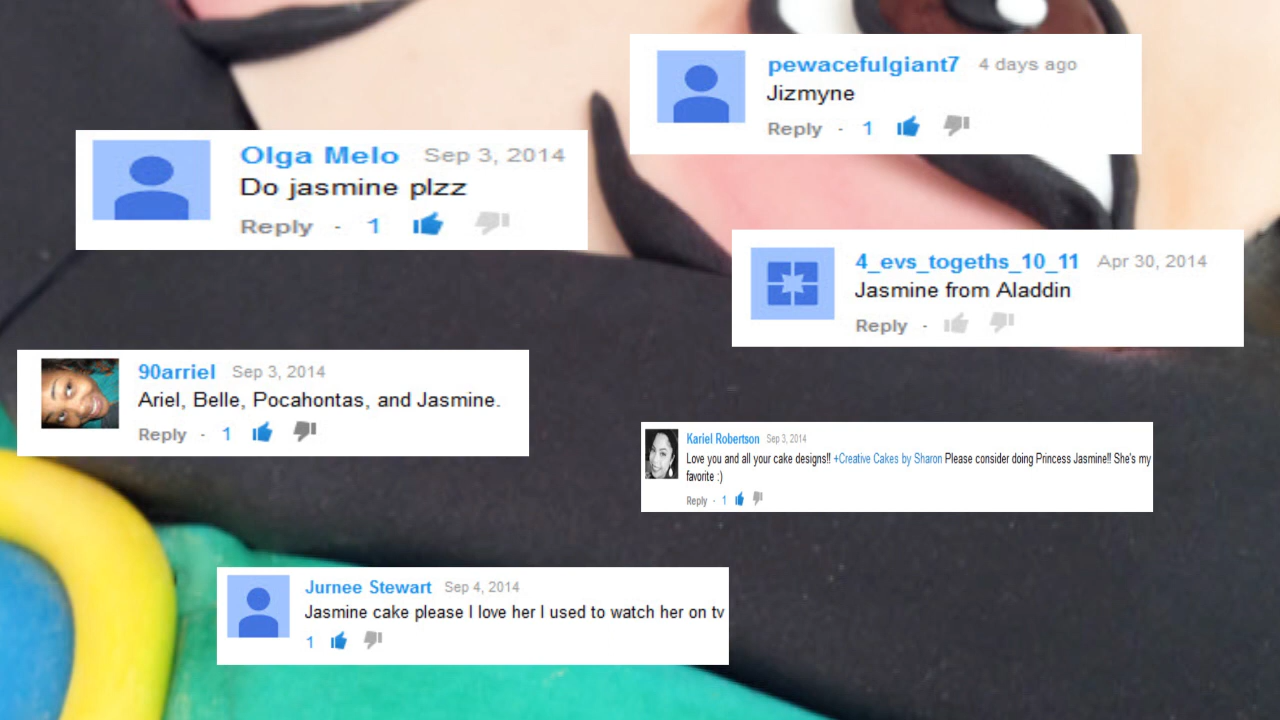 pewacefulgiant7 4 days ago
Jizmyne
Reply · 1
Olga Melo Sep 3, 2014
Do jasmine plzz
Reply · 1
4_evs_togeths_10_11 Apr 30, 2014
Jasmine from Aladdin
Reply ·
90arriel Sep 3, 2014
Ariel, Belle, Pocahontas, and Jasmine.
Reply · 1
Kariel Robertson Sep 3, 2014
Love you and all your cake designs!! +Creative Cakes by Sharon Please consider doing Princess Jasmine!! She's my
favorite :)
Reply · 1
Jurnee Stewart Sep 4, 2014
Jasmine cake please I love her I used to watch her on tv
1